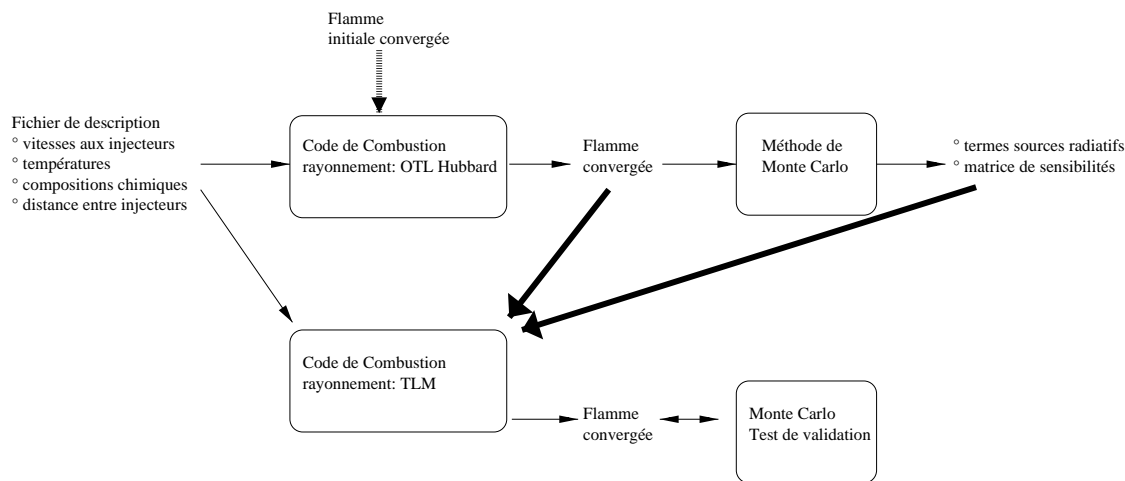 Flamme
initiale convergée
Fichier de description
° vitesses aux injecteurs
° températures
° compositions chimiques
° distance entre injecteurs
Code de Combustion
rayonnement: OTL Hubbard
Flamme
convergée
Méthode de
Monte Carlo
° termes sources radiatifs
° matrice de sensibilités
Code de Combustion
rayonnement: TLM
Flamme
convergée
Monte Carlo
Test de validation